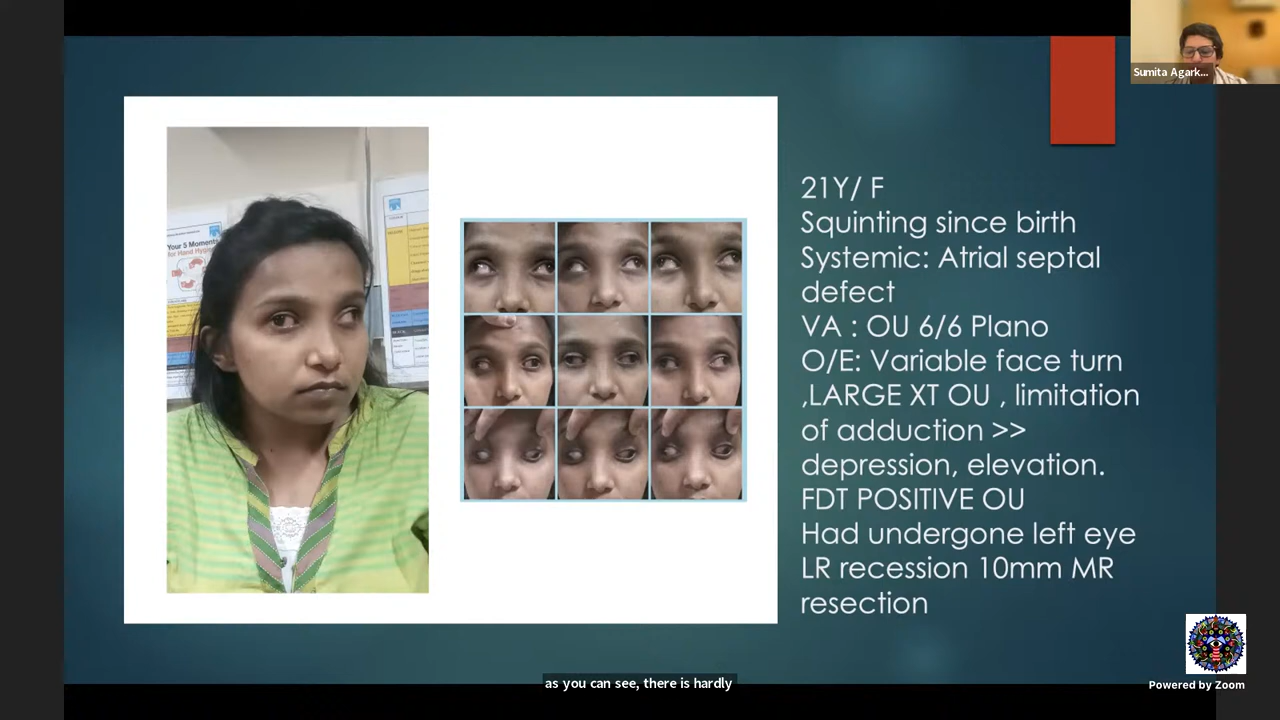 Sumita Agark...
Your 5 Moments
for Hand Hygiene
21Y/ F
Squinting since birth
Systemic: Atrial septal
defect
VA : OU 6/6 Plano
O/E: Variable face turn
,LARGE XT OU , limitation
of adduction >>
depression, elevation.
FDT POSITIVE OU
Had undergone left eye
LR recession 10mm MR
resection
as you can see, there is hardly
Powered by Zoom